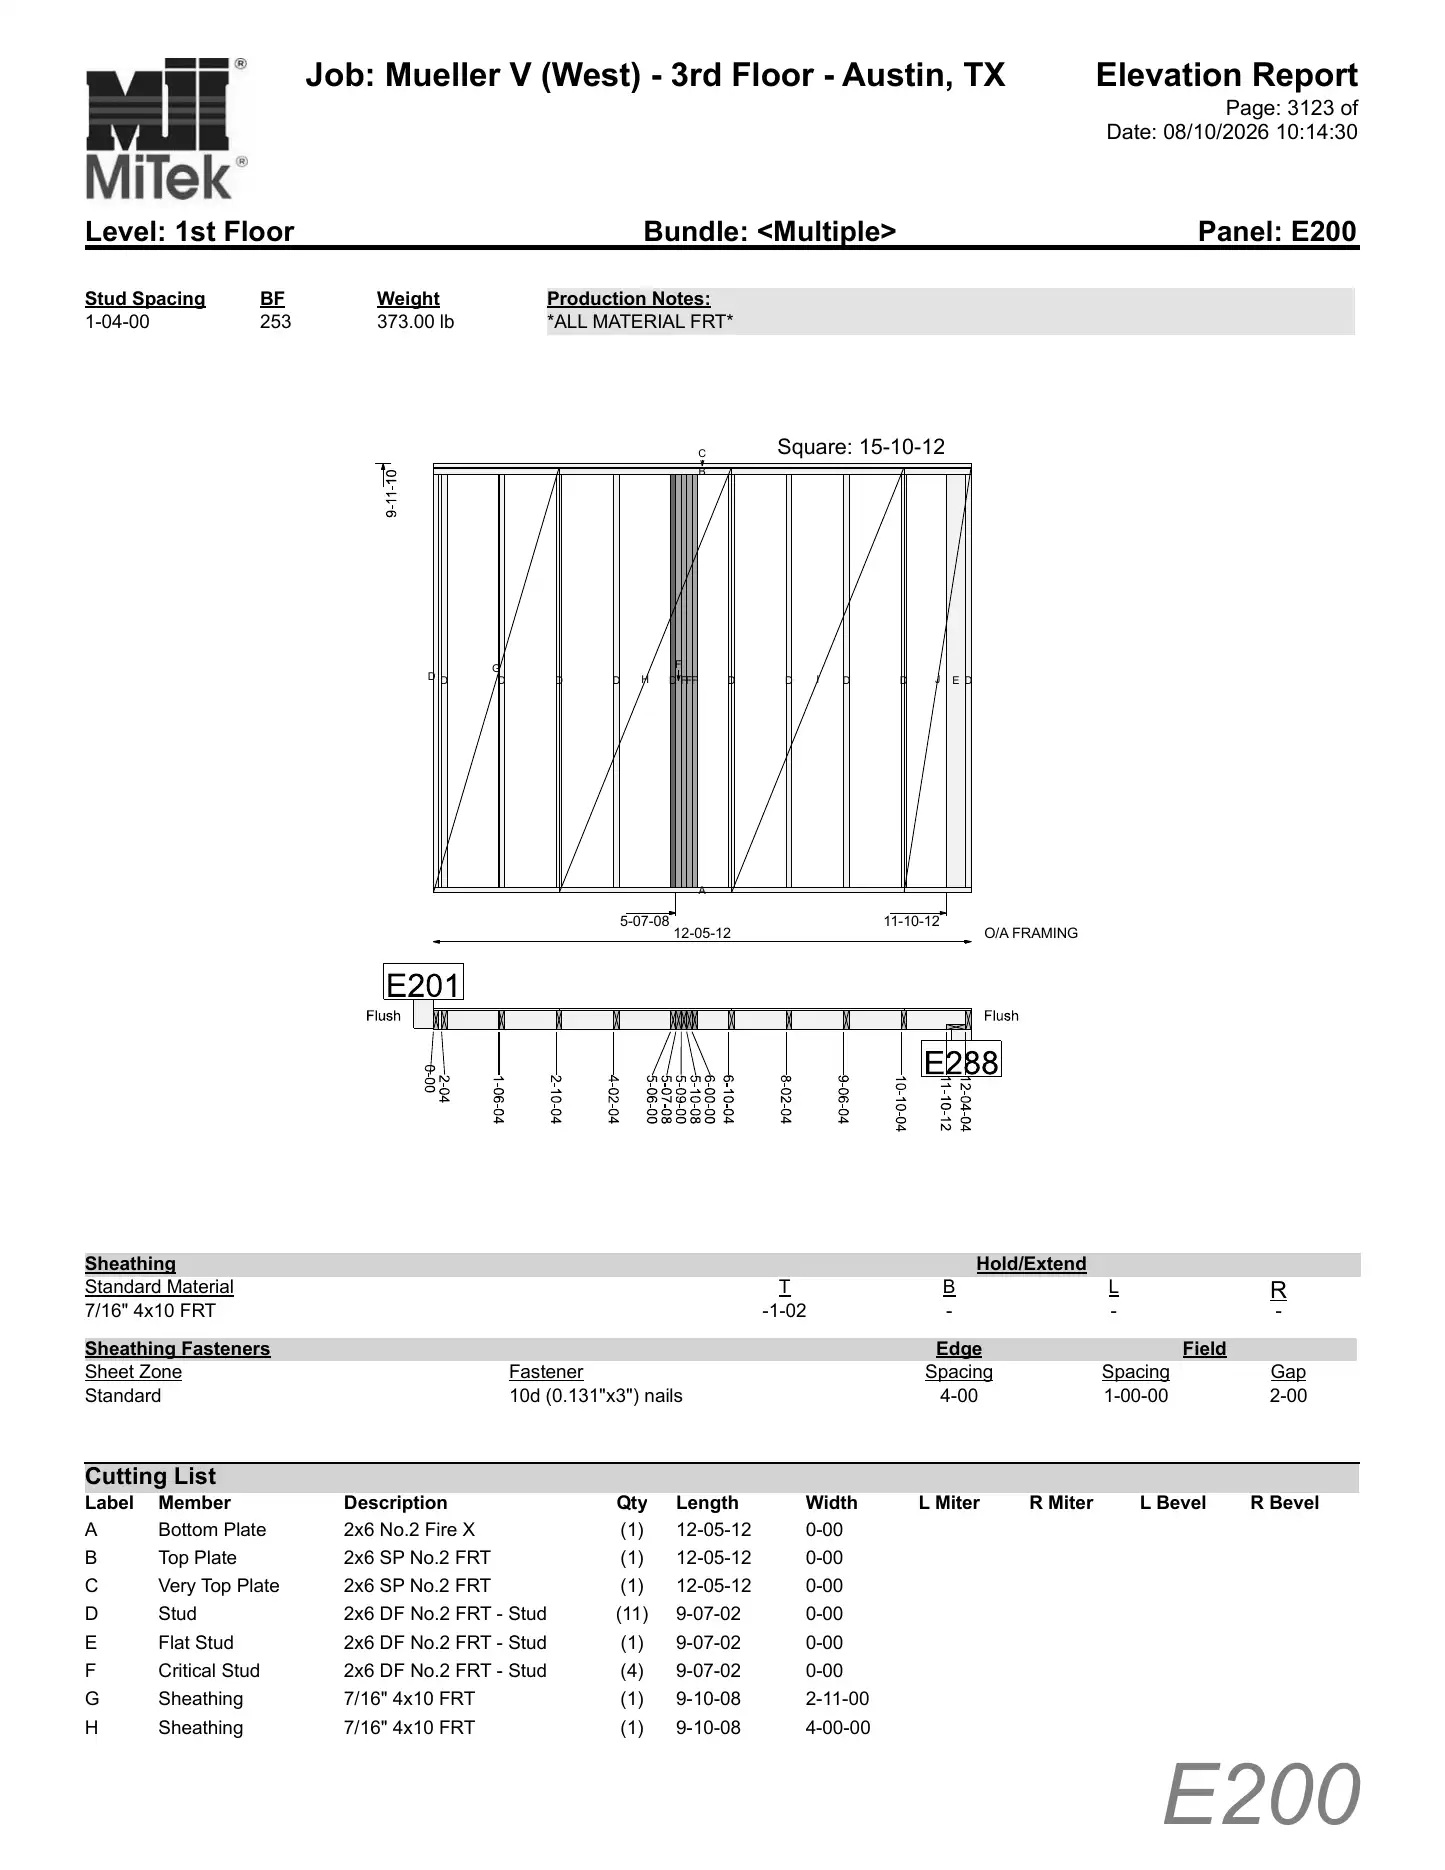 Job: Mueller V (West) - 3rd Floor - Austin, TX
Elevation Report
Page: 3123 of
Date: 08/10/2026 10:14:30
MiTek
Level: 1st Floor Bundle: <Multiple> Panel: E200
Stud Spacing BF Weight Production Notes:
1-04-00 253 373.00 lb *ALL MATERIAL FRT*
Square: 15-10-12
C
B
9-11-10
F
G
D D D D D H D F F F D D I D D J E D
A
5-07-08 11-10-12
12-05-12 O/A FRAMING
E201
Flush Flush
E288
0-00 2-04 1-06-04 2-10-04 4-02-04 5-06-00 5-07-08 5-09-00 5-10-08 6-00-00 6-10-04 8-02-04 9-06-04 10-10-04 11-10-12 12-04-04
Sheathing Hold/Extend
Standard Material T B L R
7/16" 4x10 FRT -1-02 - - -
Sheathing Fasteners Edge Field
Sheet Zone Fastener Spacing Spacing Gap
Standard 10d (0.131"x3") nails 4-00 1-00-00 2-00
Cutting List
Label Member Description Qty Length Width L Miter R Miter L Bevel R Bevel
A Bottom Plate 2x6 No.2 Fire X (1) 12-05-12 0-00
B Top Plate 2x6 SP No.2 FRT (1) 12-05-12 0-00
C Very Top Plate 2x6 SP No.2 FRT (1) 12-05-12 0-00
D Stud 2x6 DF No.2 FRT - Stud (11) 9-07-02 0-00
E Flat Stud 2x6 DF No.2 FRT - Stud (1) 9-07-02 0-00
F Critical Stud 2x6 DF No.2 FRT - Stud (4) 9-07-02 0-00
G Sheathing 7/16" 4x10 FRT (1) 9-10-08 2-11-00
H Sheathing 7/16" 4x10 FRT (1) 9-10-08 4-00-00
E200